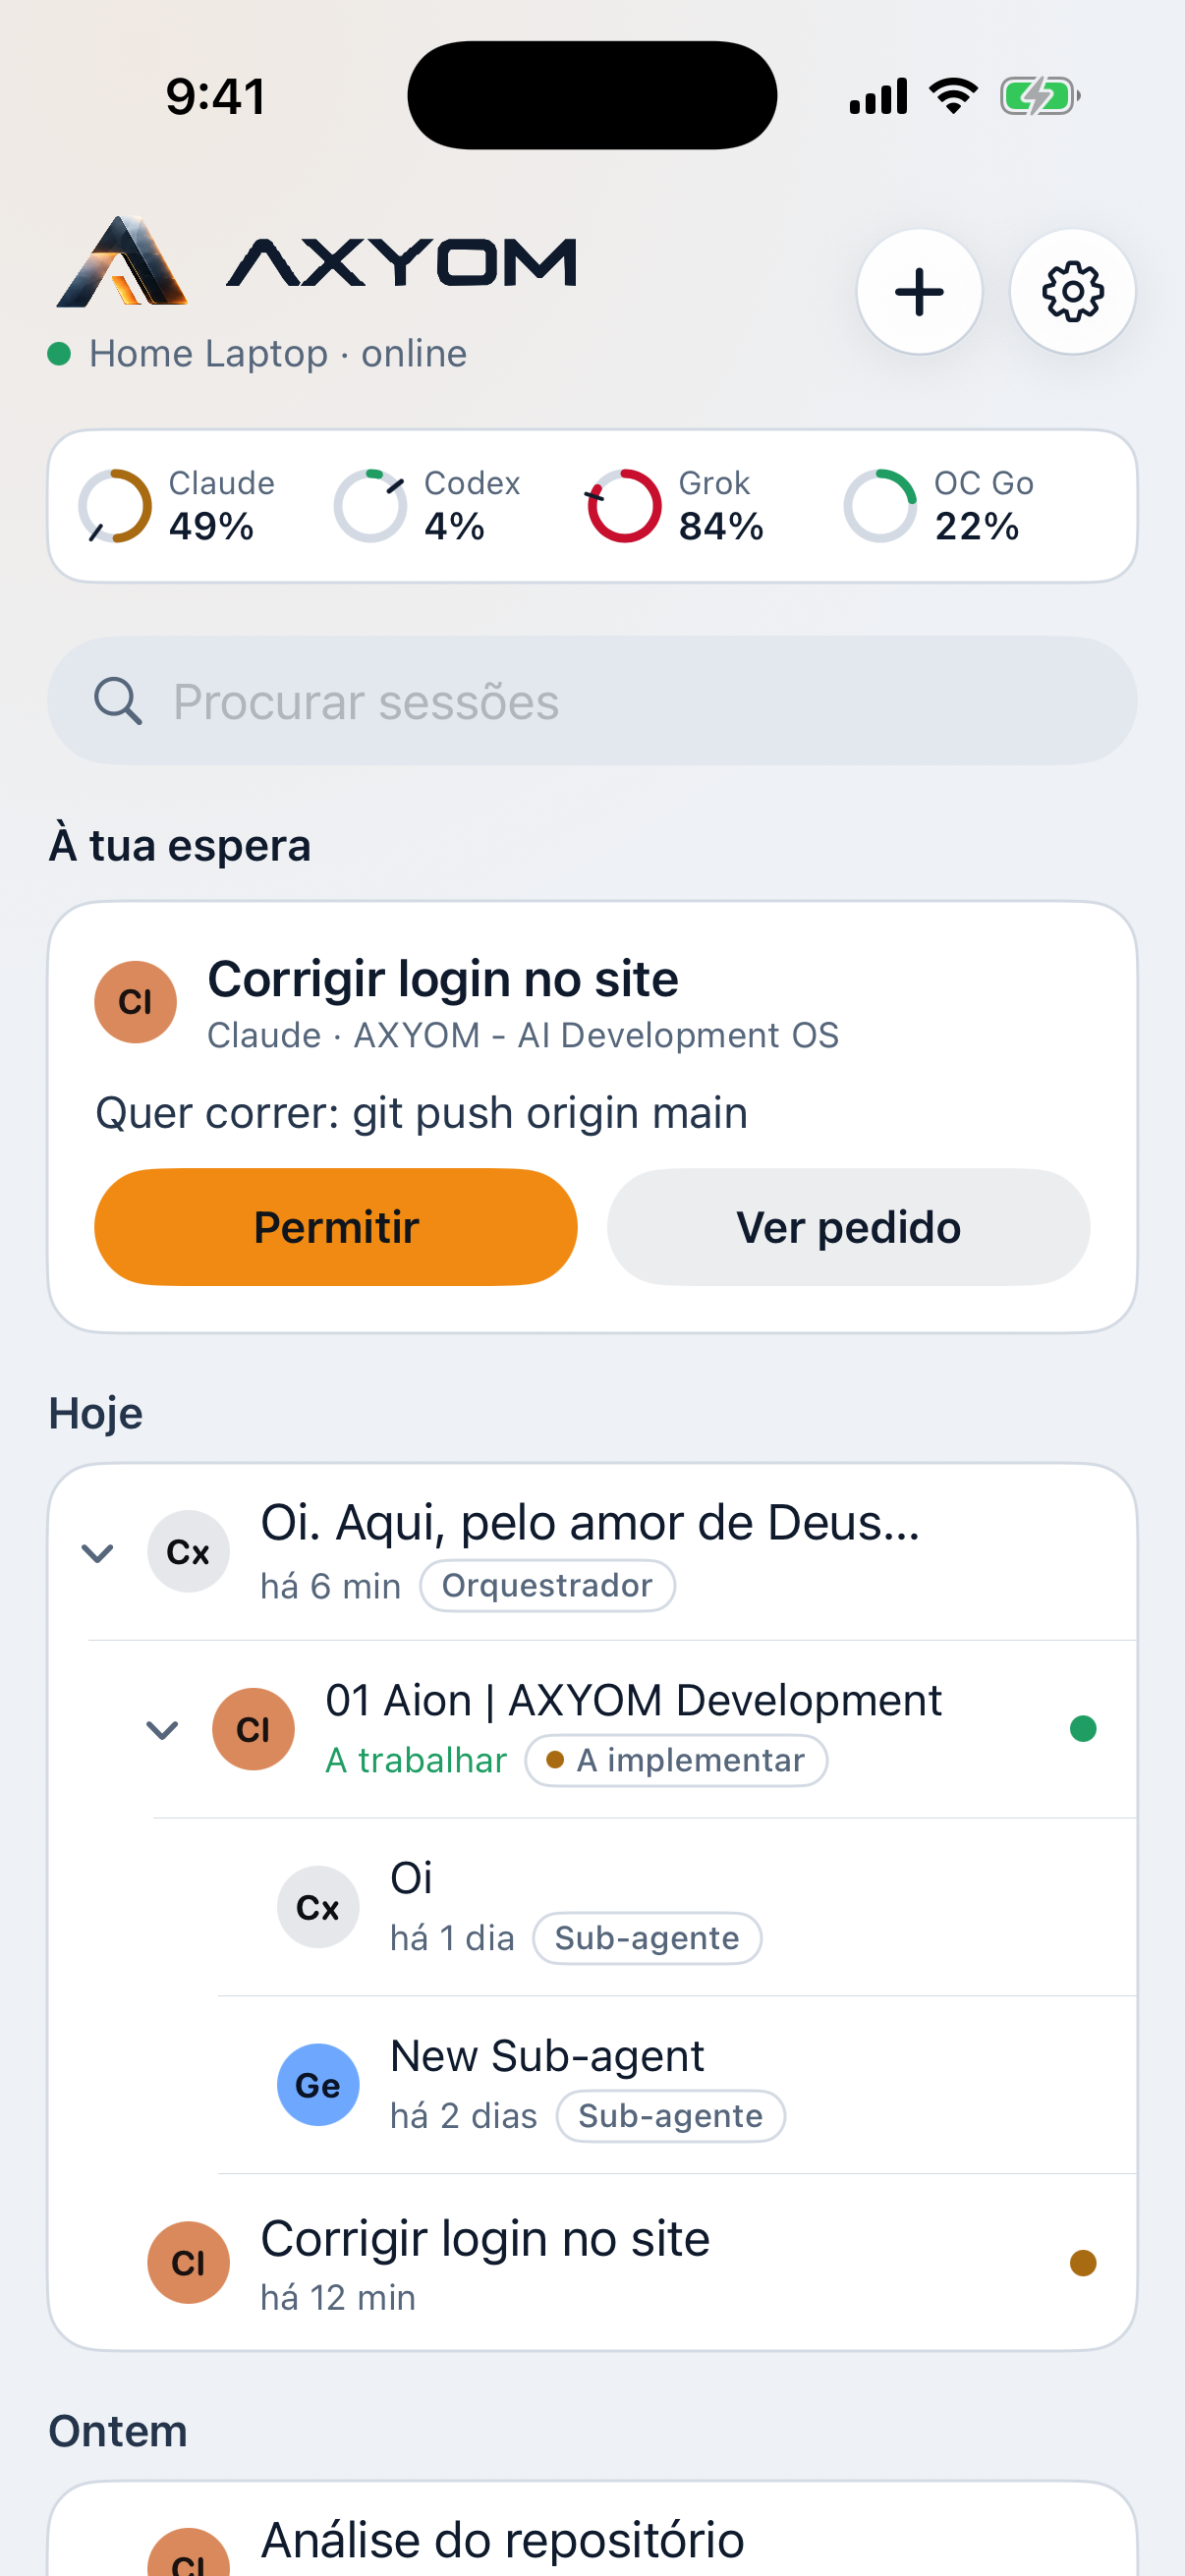 9:41
AXYOM
Home Laptop · online
Claude
49%
Codex
4%
Grok
84%
OC Go
22%
Procurar sessões
À tua espera
Cl
Corrigir login no site
Claude · AXYOM - AI Development OS
Quer correr: git push origin main
Permitir
Ver pedido
Hoje
Cx
Oi. Aqui, pelo amor de Deus...
há 6 min
Orquestrador
Cl
01 Aion | AXYOM Development
A trabalhar
A implementar
Cx
Oi
há 1 dia
Sub-agente
Ge
New Sub-agent
há 2 dias
Sub-agente
Cl
Corrigir login no site
há 12 min
Ontem
Cl
Análise do repositório